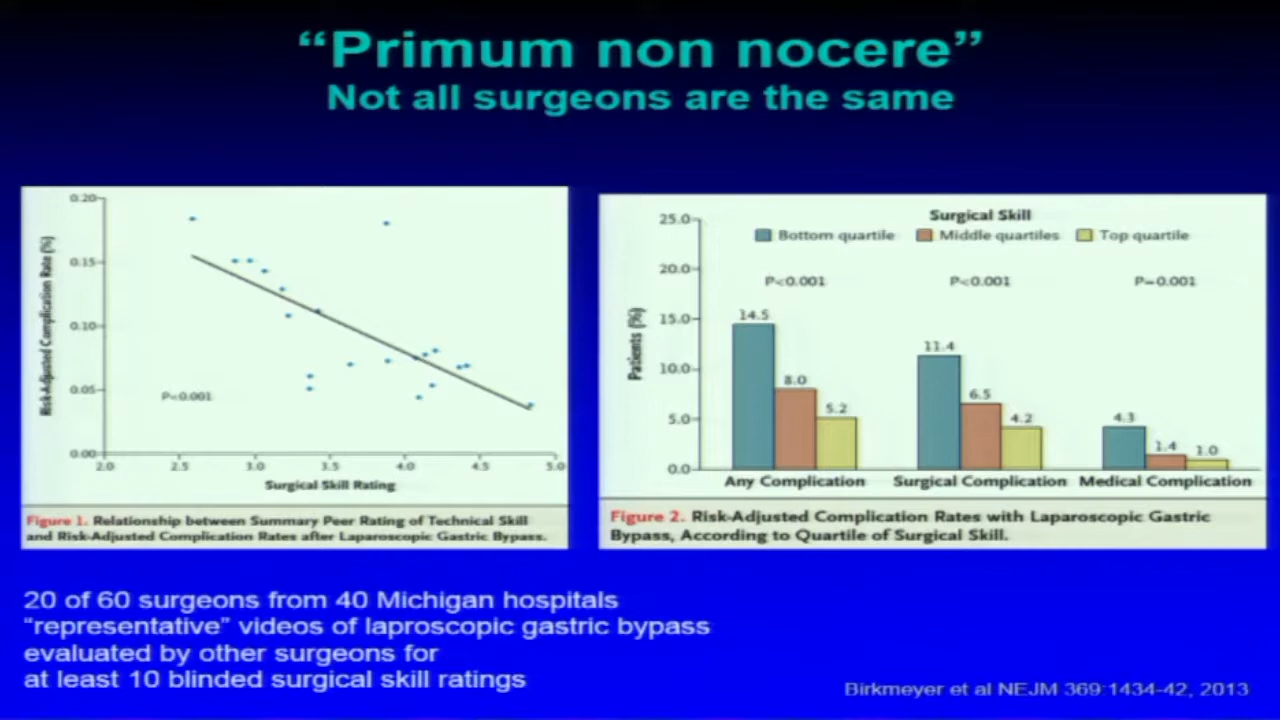 “Primum non nocere”
Not all surgeons are the same
0.20
0.15
0.10
0.05
0.00
Risk-Adjusted Complication Rate (%)
P<0.001
2.0 2.5 3.0 3.5 4.0 4.5 5.0
Surgical Skill Rating
Figure 1. Relationship between Summary Peer Rating of Technical Skill
and Risk-Adjusted Complication Rates after Laparoscopic Gastric Bypass.
Surgical Skill
Bottom quartile Middle quartiles Top quartile
25.0
20.0
15.0
10.0
5.0
0.0
Patients (%)
P<0.001 P<0.001 P=0.001
14.5 8.0 5.2
11.4 6.5 4.2
4.3 1.4 1.0
Any Complication Surgical Complication Medical Complication
Figure 2. Risk-Adjusted Complication Rates with Laparoscopic Gastric
Bypass, According to Quartile of Surgical Skill.
20 of 60 surgeons from 40 Michigan hospitals
“representative” videos of laproscopic gastric bypass
evaluated by other surgeons for
at least 10 blinded surgical skill ratings
Birkmeyer et al NEJM 369:1434-42, 2013